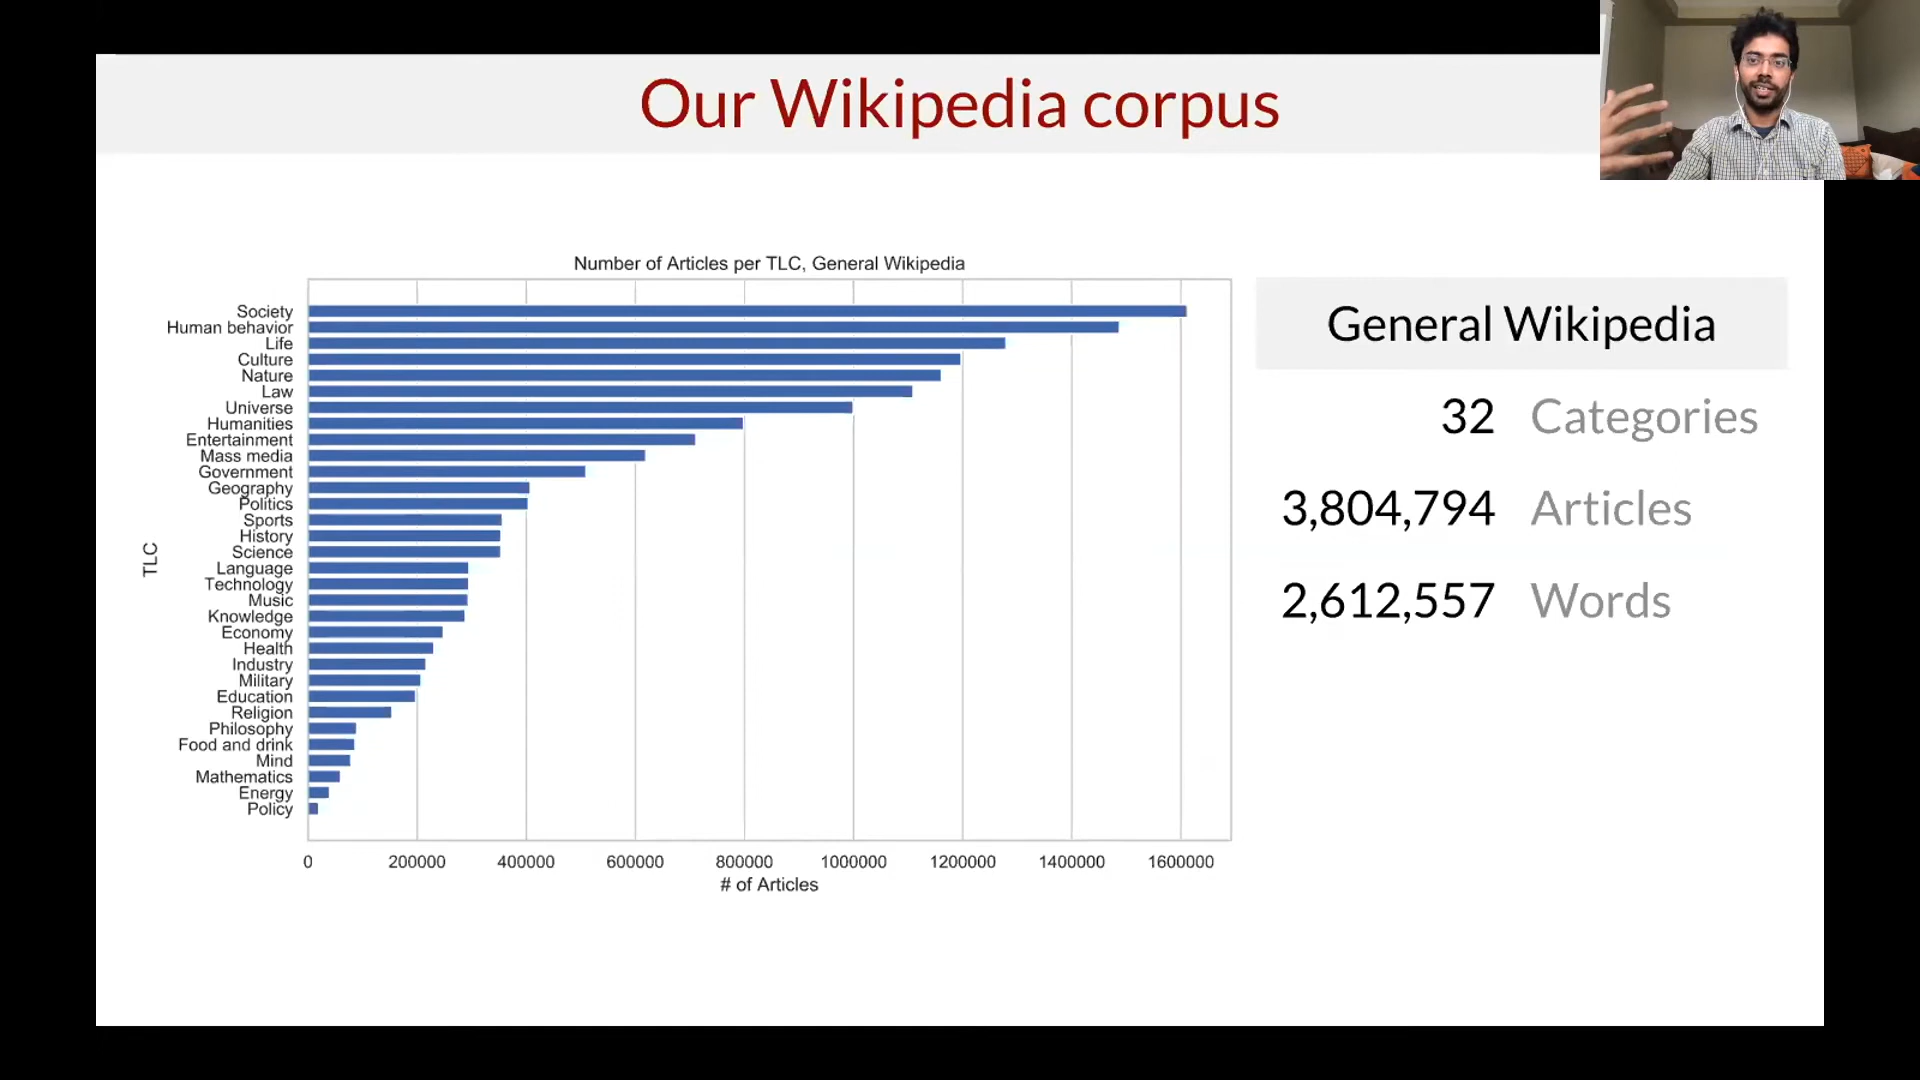 Our Wikipedia corpus
Number of Articles per TLC, General Wikipedia
TLC
Society
Human behavior
Life
Culture
Nature
Law
Universe
Humanities
Entertainment
Mass media
Government
Geography
Politics
Sports
History
Science
Language
Technology
Music
Knowledge
Economy
Health
Industry
Military
Education
Religion
Philosophy
Food and drink
Mind
Mathematics
Energy
Policy
0 200000 400000 600000 800000 1000000 1200000 1400000 1600000
# of Articles
General Wikipedia
32 Categories
3,804,794 Articles
2,612,557 Words